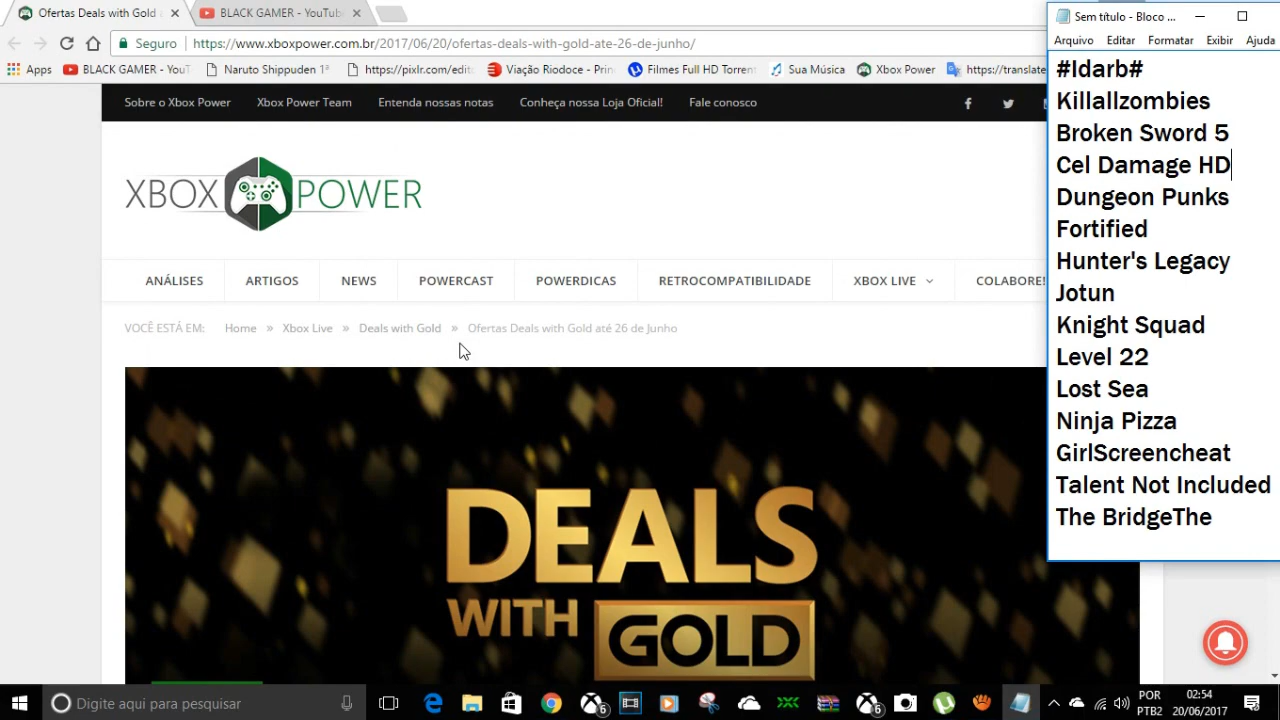 Ofertas Deals with Gold a
BLACK GAMER - YouTube
Seguro
https://www.xboxpower.com.br/2017/06/20/ofertas-deals-with-gold-ate-26-de-junho/
Apps
BLACK GAMER - YouT
Naruto Shippuden 1ª
https://pixlr.com/edito
Viação Riodoce - Prin
Filmes Full HD Torrent
Sua Música
Xbox Power
https://translate
Sobre o Xbox Power
Xbox Power Team
Entenda nossas notas
Conheça nossa Loja Oficial!
Fale conosco
XBOX POWER
ANÁLISES
ARTIGOS
NEWS
POWERCAST
POWERDICAS
RETROCOMPATIBILIDADE
XBOX LIVE
COLABORE!
VOCÊ ESTÁ EM: Home » Xbox Live » Deals with Gold » Ofertas Deals with Gold até 26 de Junho
DEALS
WITH GOLD
Sem título - Bloco ...
Arquivo Editar Formatar Exibir Ajuda
#Idarb#
Killallzombies
Broken Sword 5
Cel Damage HD
Dungeon Punks
Fortified
Hunter's Legacy
Jotun
Knight Squad
Level 22
Lost Sea
Ninja Pizza
GirlScreencheat
Talent Not Included
The BridgeThe
Digite aqui para pesquisar
6
6
POR
PTB2
02:54
20/06/2017